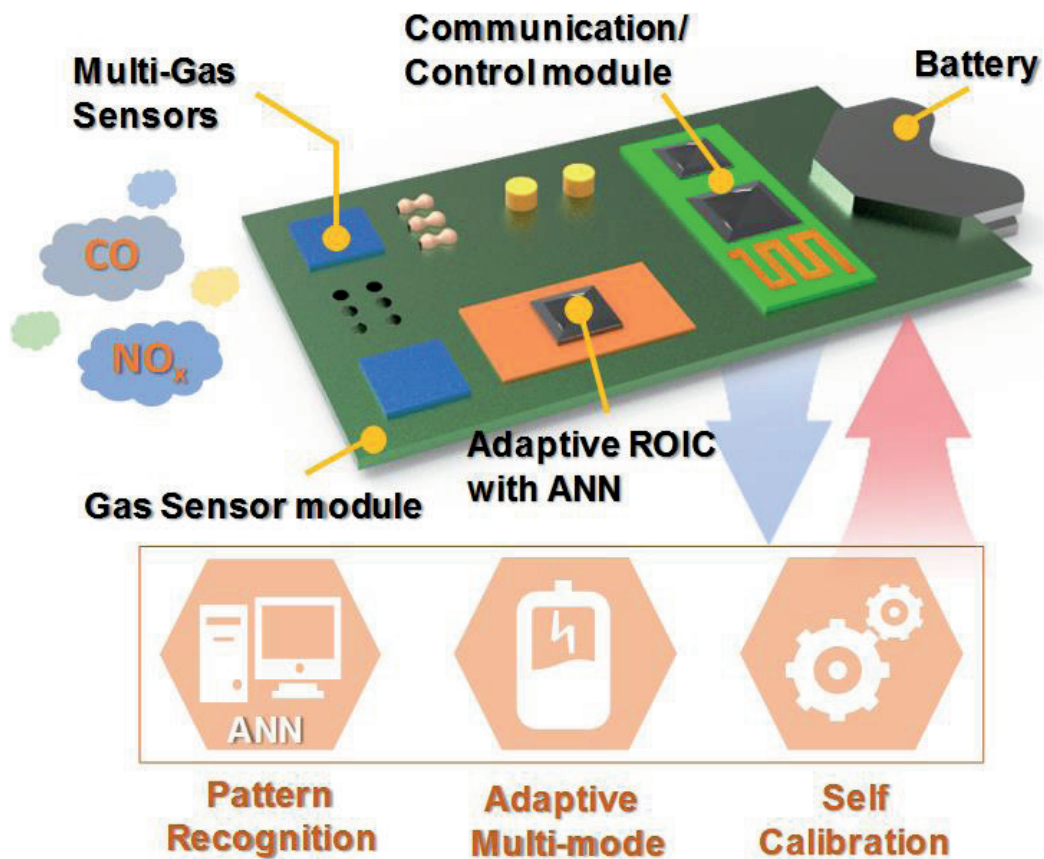 Communication/
Control module
Battery
Multi-Gas
Sensors
CO
NOx
Adaptive ROIC
with ANN
Gas Sensor module
ANN
Pattern
Recognition
Adaptive
Multi-mode
Self
Calibration